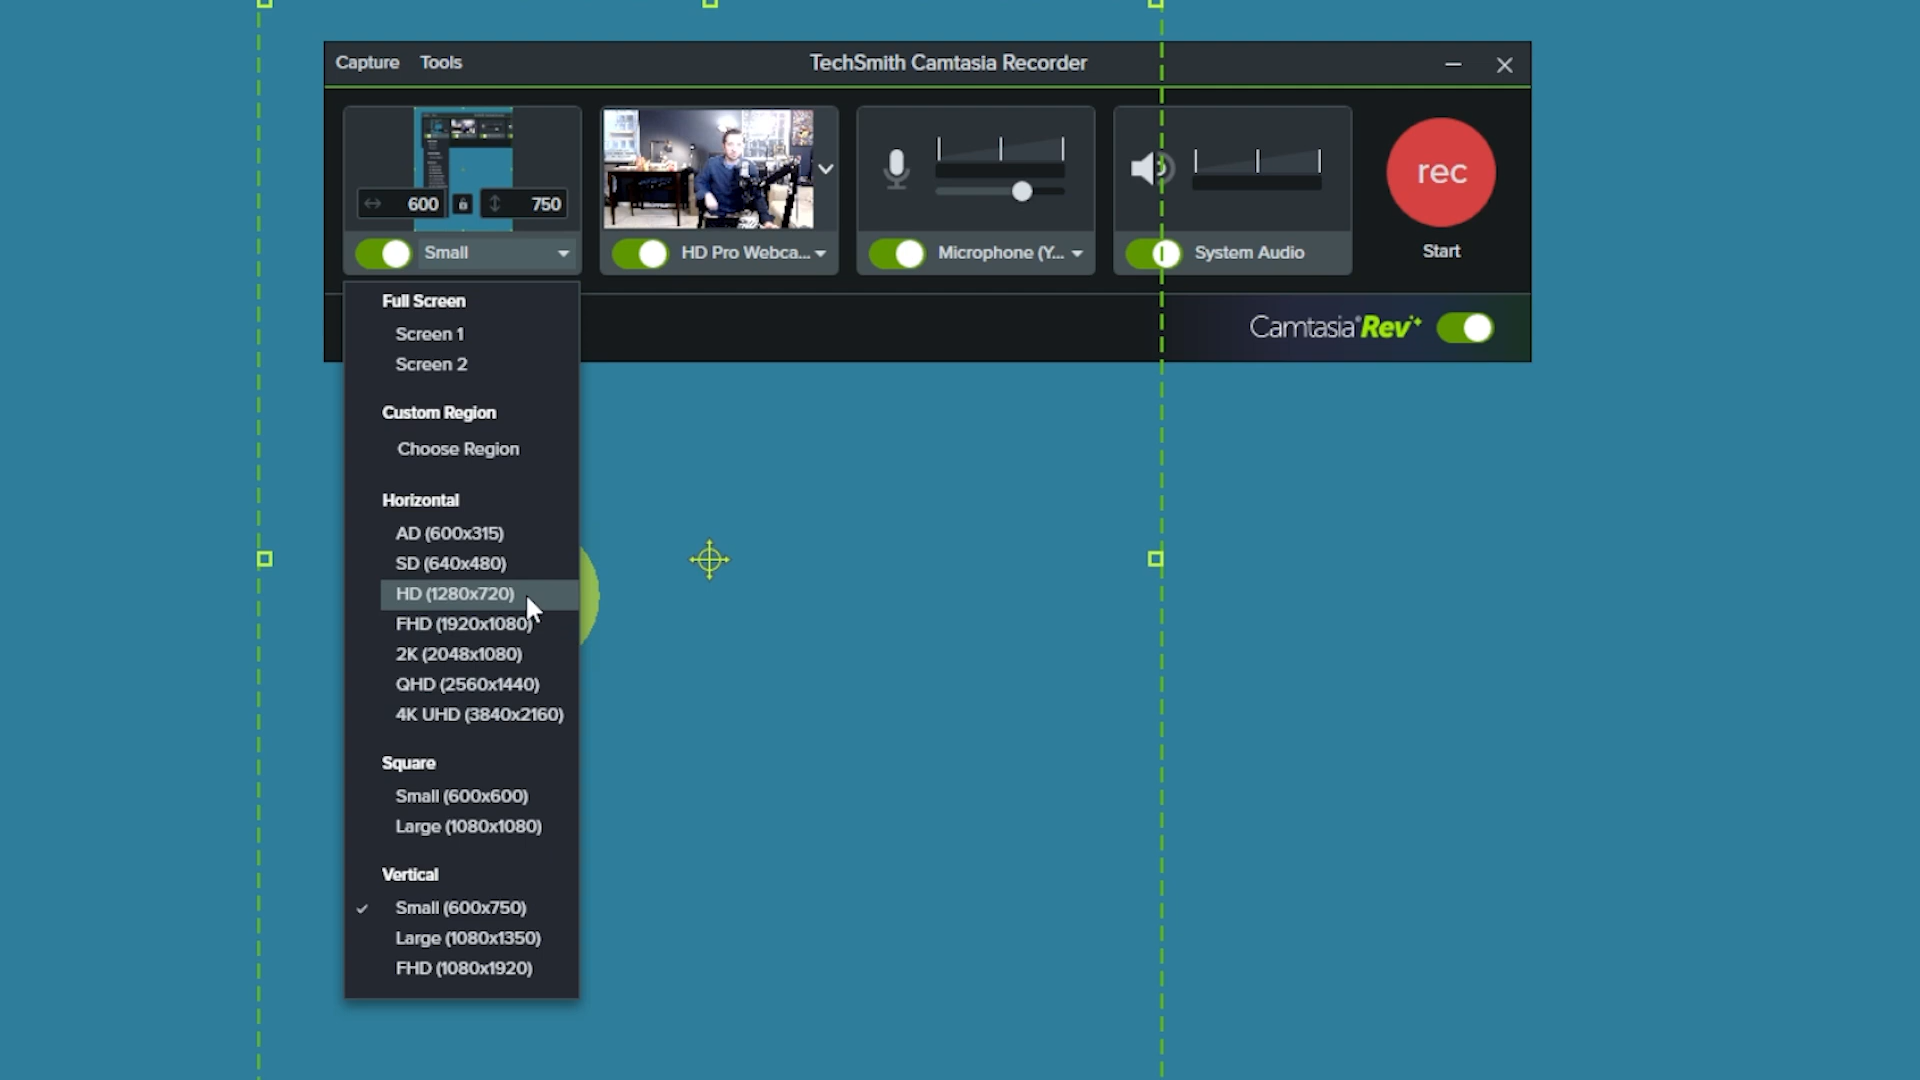 Capture Tools TechSmith Camtasia Recorder
600 750
rec
Small HD Pro Webca... Microphone (Y... System Audio Start
Camtasia® Rev
Full Screen
Screen 1
Screen 2
Custom Region
Choose Region
Horizontal
AD (600x315)
SD (640x480)
HD (1280x720)
FHD (1920x1080)
2K (2048x1080)
QHD (2560x1440)
4K UHD (3840x2160)
Square
Small (600x600)
Large (1080x1080)
Vertical
Small (600x750)
Large (1080x1350)
FHD (1080x1920)